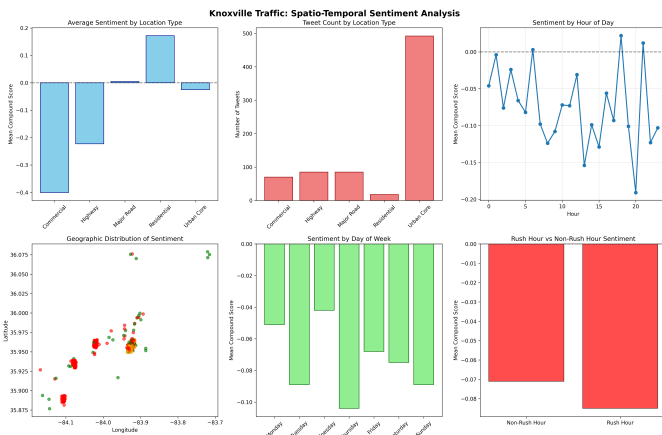 Knoxville Traffic: Spatio-Temporal Sentiment Analysis
Average Sentiment by Location Type
Mean Compound Score
0.2
0.1
0.0
−0.1
−0.2
−0.3
−0.4
Commercial
Highway
Major Road
Residential
Urban Core
Tweet Count by Location Type
Number of Tweets
500
400
300
200
100
0
Commercial
Highway
Major Road
Residential
Urban Core
Sentiment by Hour of Day
Mean Compound Score
0.00
−0.05
−0.10
−0.15
−0.20
0
5
10
15
20
Hour
Geographic Distribution of Sentiment
Latitude
36.075
36.050
36.025
36.000
35.975
35.950
35.925
35.900
35.875
−84.1
−84.0
−83.9
−83.8
−83.7
Longitude
Sentiment by Day of Week
Mean Compound Score
0.00
−0.02
−0.04
−0.06
−0.08
−0.10
Friday
Sunday
Rush Hour vs Non-Rush Hour Sentiment
Mean Compound Score
0.00
−0.01
−0.02
−0.03
−0.04
−0.05
−0.06
−0.07
−0.08
Non-Rush Hour
Rush Hour